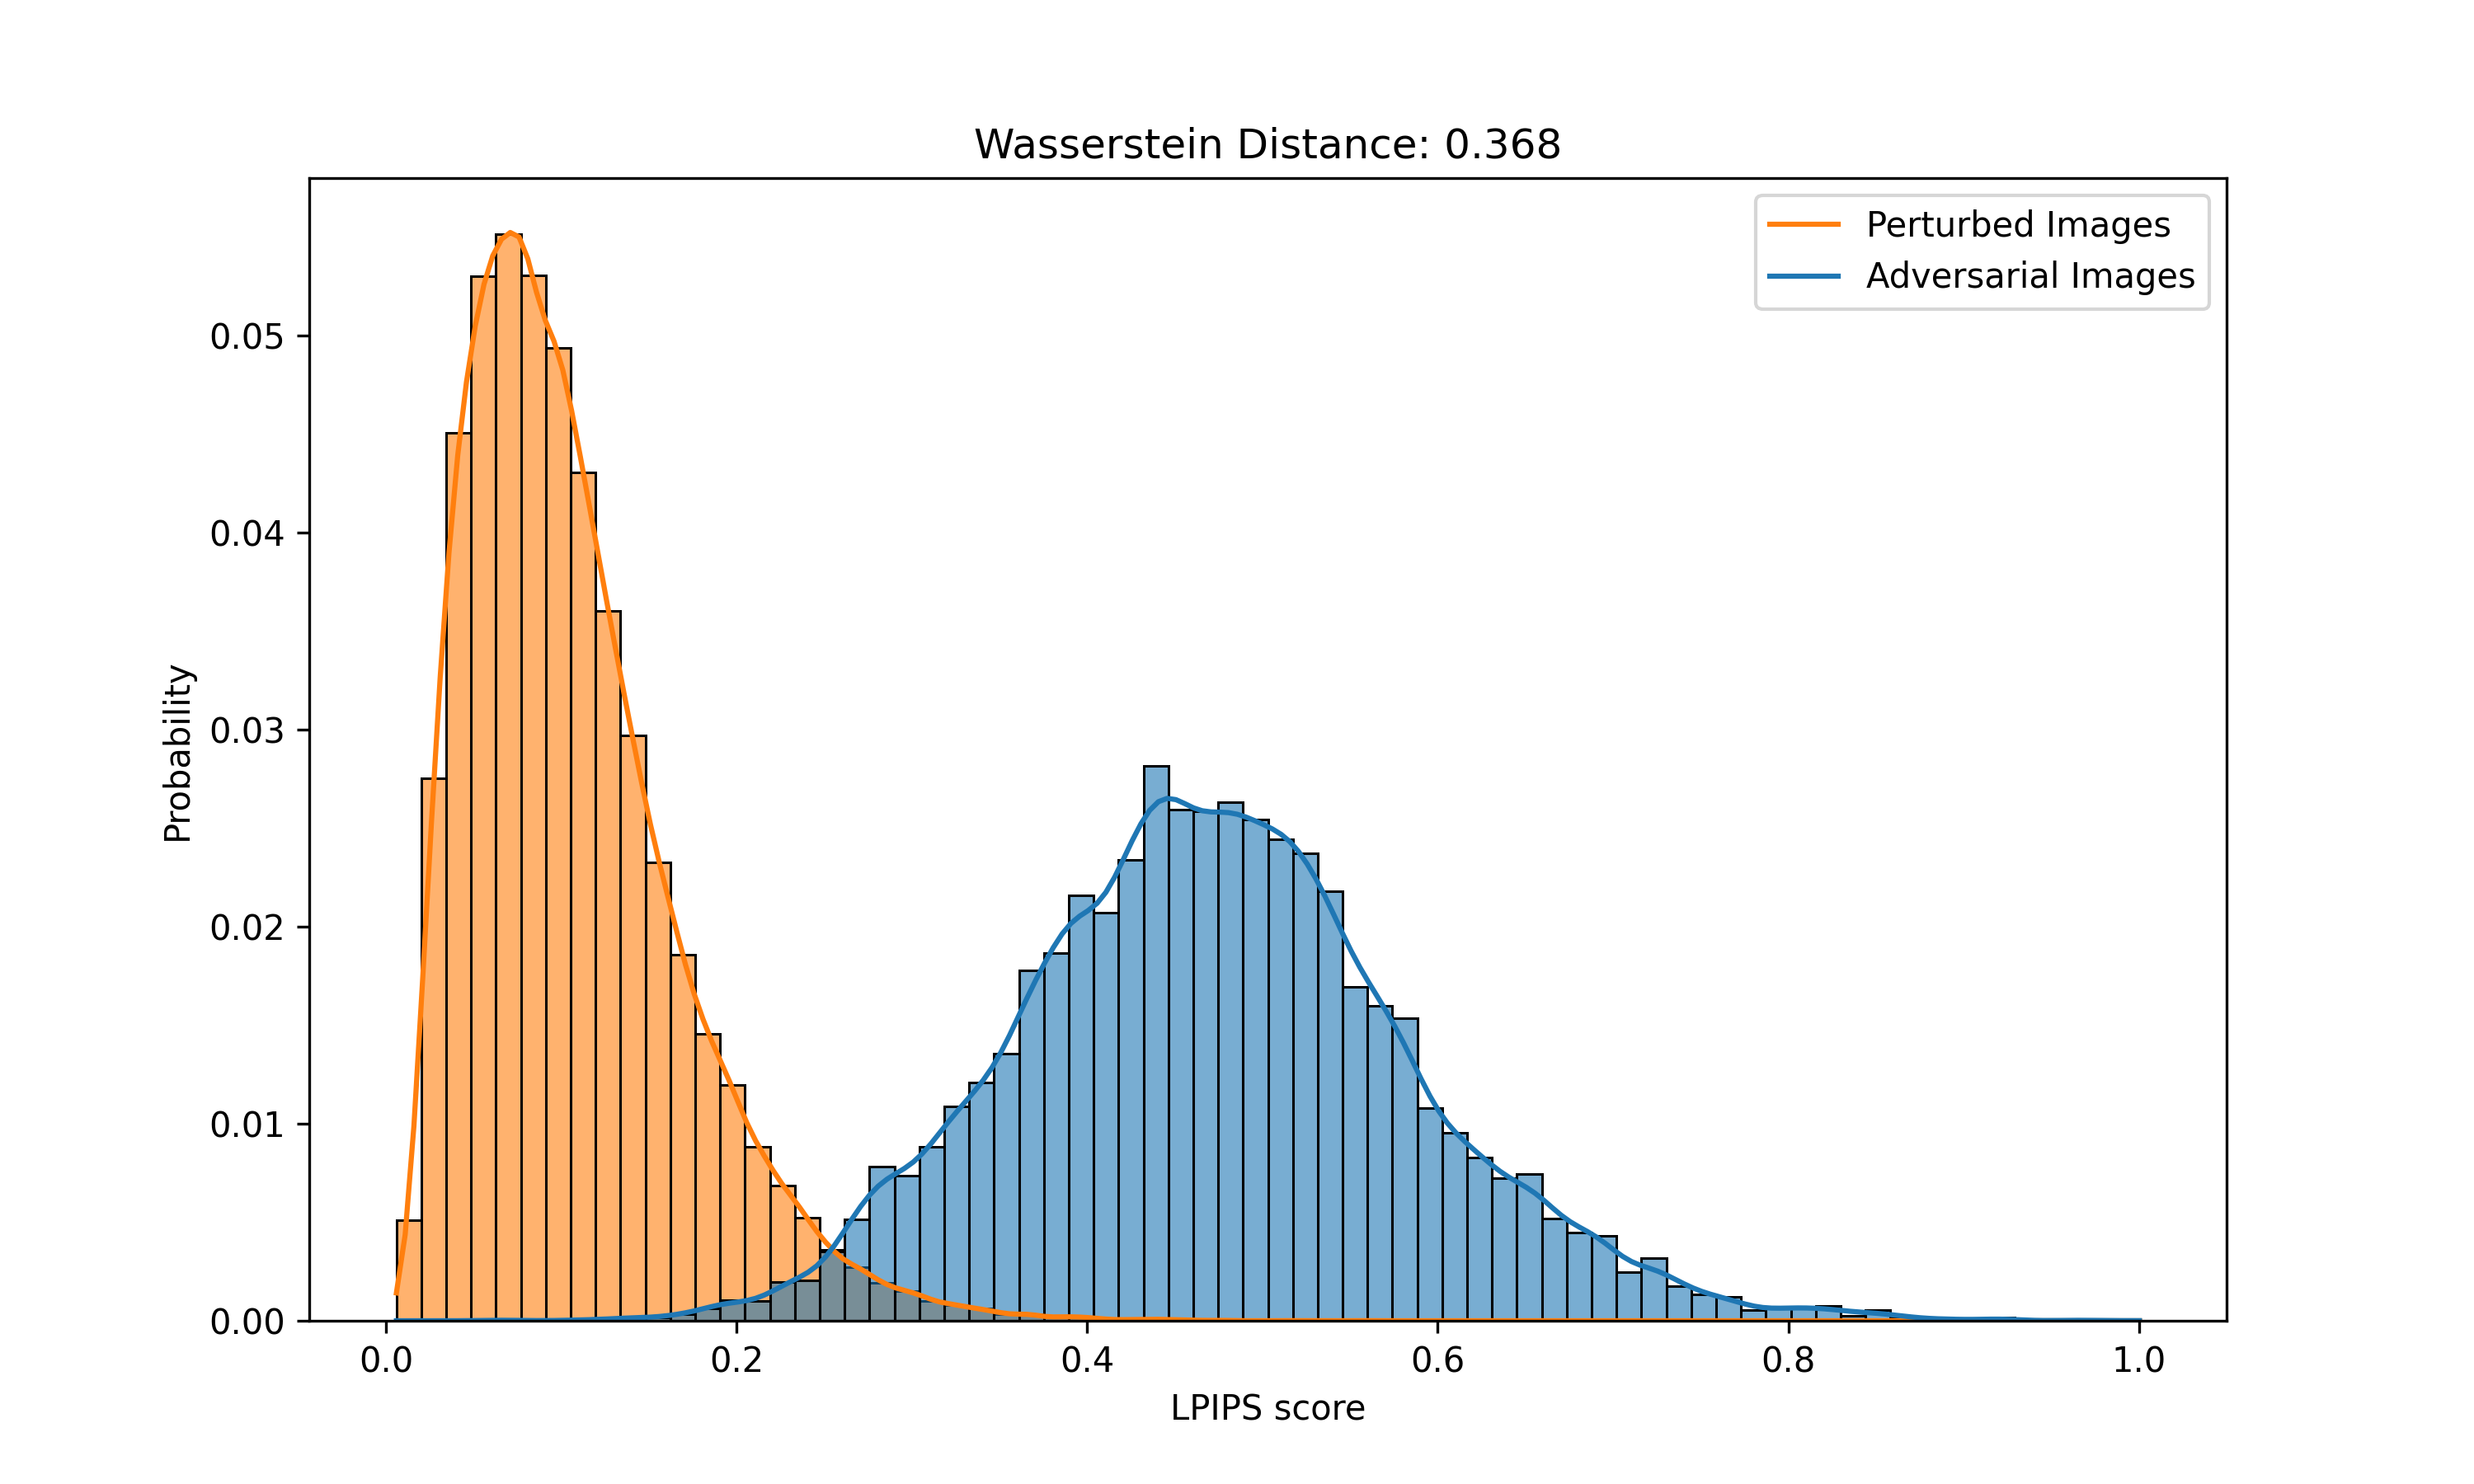 Wasserstein Distance: 0.368
Perturbed Images
Adversarial Images
Probability
0.05
0.04
0.03
0.02
0.01
0.00
0.0 0.2 0.4 0.6 0.8 1.0
LPIPS score